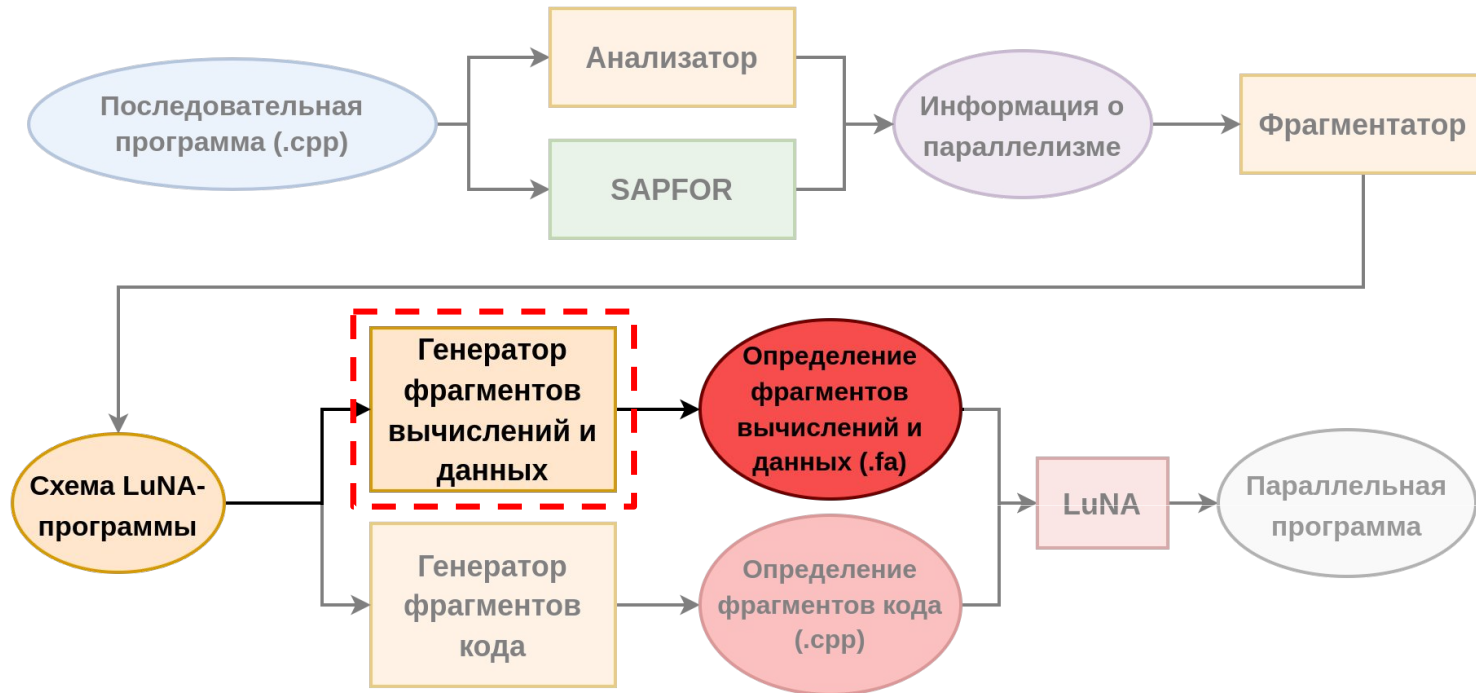 Последовательная
программа (.cpp)
Анализатор
SAPFOR
Информация о
параллелизме
Фрагментатор
Схема LuNA-
программы
Генератор
фрагментов
вычислений и
данных
Определение
фрагментов
вычислений и
данных (.fa)
Генератор
фрагментов
кода
Определение
фрагментов кода
(.cpp)
LuNA
Параллельная
программа